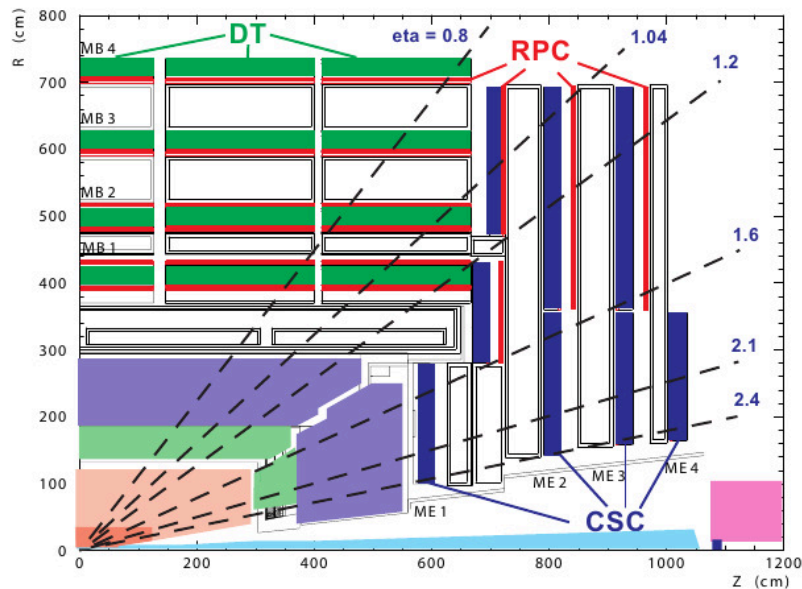 R (cm)
800
700
600
500
400
300
200
100
0
MB 4
MB 3
MB 2
MB 1
DT
eta = 0.8
RPC
1.04
1.2
1.6
2.1
2.4
ME 1
ME 2
ME 3
ME 4
CSC
0
200
400
600
800
1000
1200
Z (cm)